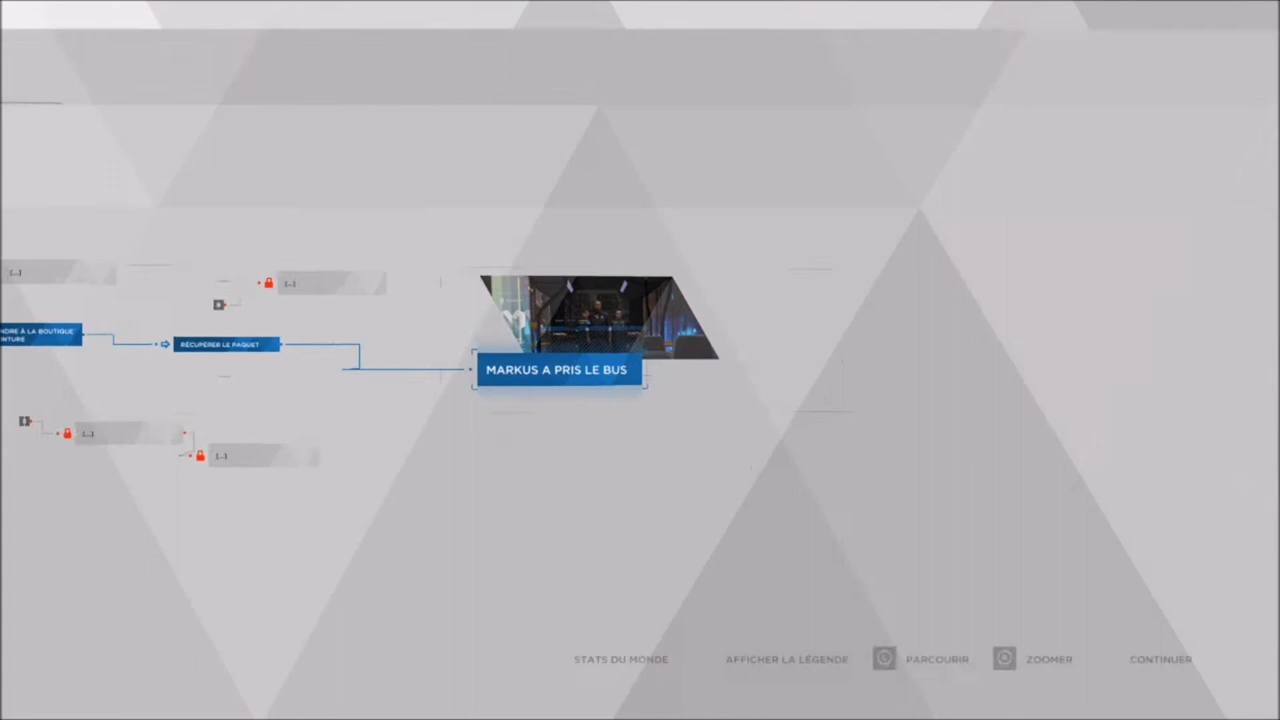 [...]
[...]
NDRE À LA BOUTIQUE
INTURE
RÉCUPÉRER LE PAQUET
MARKUS A PRIS LE BUS
[...]
[...]
STATS DU MONDE
AFFICHER LA LÉGENDE
PARCOURIR
ZOOMER
CONTINUER